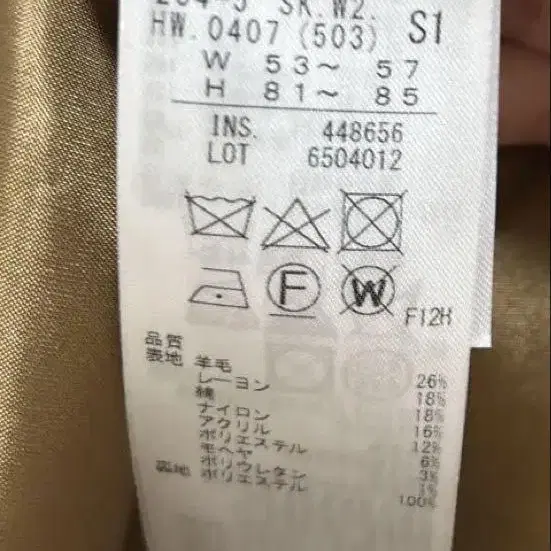 SK.W2.
HW.0407 (503) S1
W 53～ 57
H 81～ 85
INS. 448656
LOT 6504012
F
W
F12H
品質
表地 羊毛 26%
レーヨン 18%
綿 18%
ナイロン 16%
アクリル 12%
ポリエステル 6%
モヘヤ 3%
ポリウレタン 1%
裏地 ポリエステル 100%